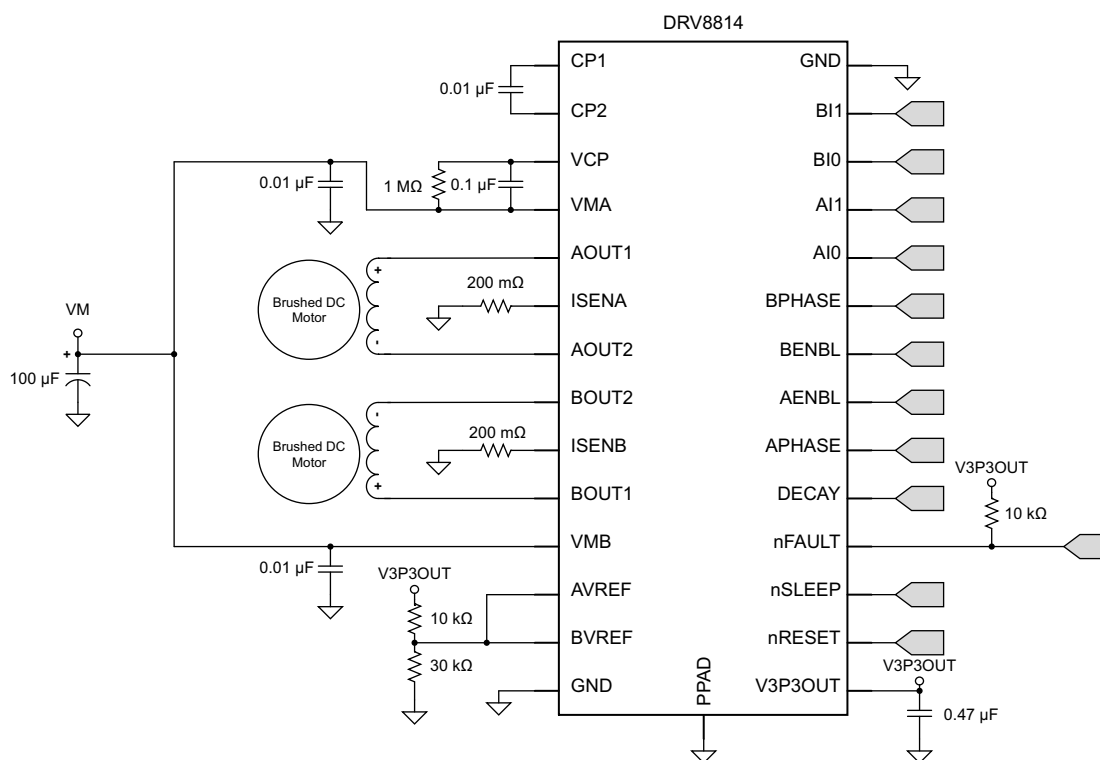 DRV8814
CP1
GND
0.01 µF
CP2
BI1
VCP
BI0
0.01 µF
1 MΩ
0.1 µF
VMA
AI1
AOUT1
AI0
+
200 mΩ
Brushed DC
Motor
ISENA
BPHASE
VM
-
AOUT2
BENBL
+
100 µF
BOUT2
AENBL
-
200 mΩ
Brushed DC
Motor
ISENB
APHASE
V3P3OUT
+
BOUT1
DECAY
10 kΩ
VMB
nFAULT
0.01 µF
V3P3OUT
AVREF
nSLEEP
10 kΩ
BVREF
nRESET
30 kΩ
V3P3OUT
GND
PPAD
V3P3OUT
0.47 µF